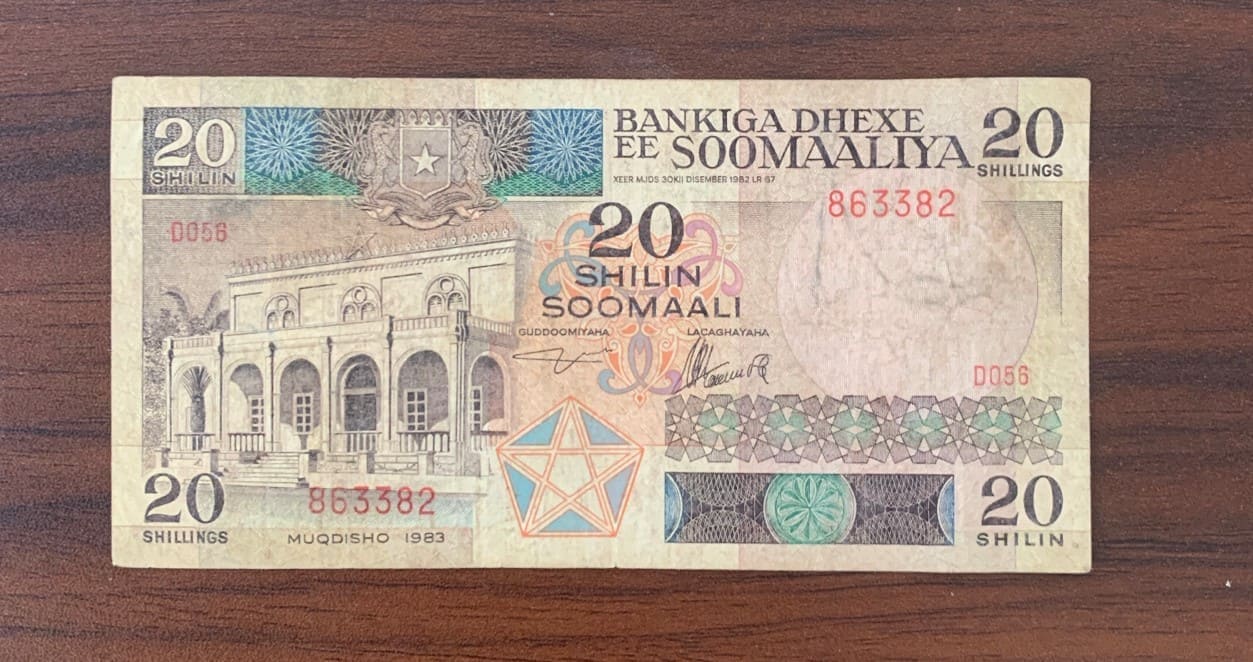 20
SHILIN
BANKIGA DHEXE
EE SOOMAALIYA
XEER MJDS 30KII DISEMBER 1982 LR 67
20
SHILLINGS
D056
863382
20
SHILIN
SOOMAALI
GUDDOOMIYAHA
LACAGHAYAHA
D056
20
SHILLINGS
863382
MUQDISHO 1983
20
SHILIN